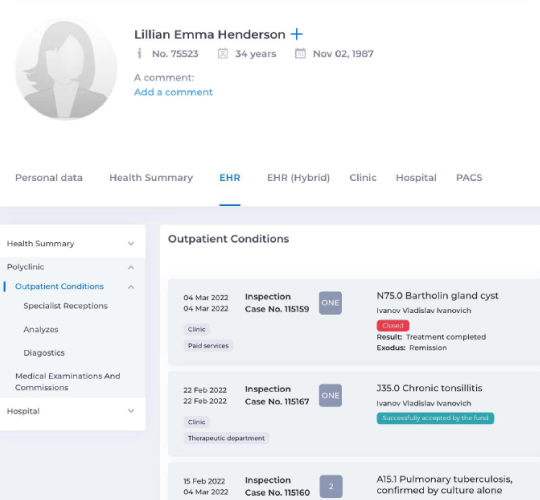 Lillian Emma Henderson +
No. 75523 34 years Nov 02, 1987
A comment:
Add a comment
Personal data Health Summary EHR EHR (Hybrid) Clinic Hospital PACS
Health Summary
Polyclinic
Outpatient Conditions
Specialist Receptions
Analyzes
Diagostics
Medical Examinations And
Commissions
Hospital
Outpatient Conditions
04 Mar 2022
04 Mar 2022
Clinic
Paid services
Inspection
Case No. 115159
ONE
N75.0 Bartholin gland cyst
Ivanov Vladislav Ivanovich
Closed
Result: Treatment completed
Exodus: Remission
22 Feb 2022
22 Feb 2022
Clinic
Therapeutic department
Inspection
Case No. 115167
ONE
J35.0 Chronic tonsillitis
Ivanov Vladislav Ivanovich
Successfully accepted by the fund
15 Feb 2022
04 Mar 2022
Inspection
Case No. 115160
2
A15.1 Pulmonary tuberculosis,
confirmed by culture alone